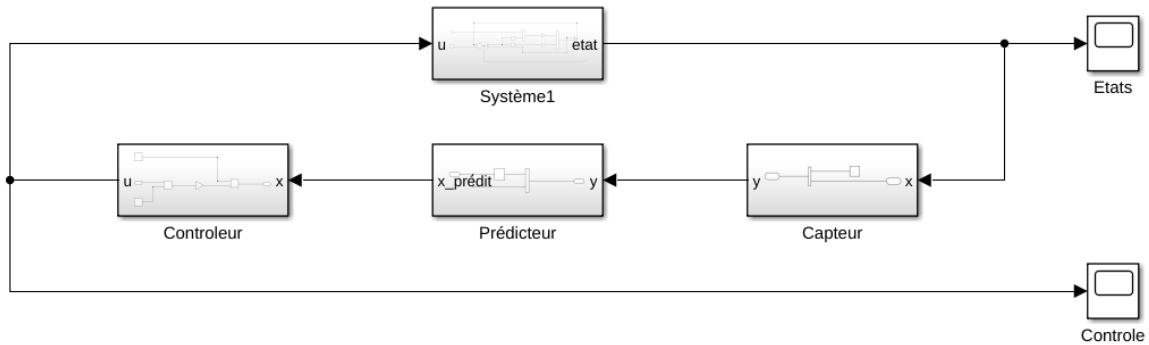 u
etat
Système1
Etats
u
x
Controleur
x_prédit
y
Prédicteur
y
x
Capteur
Controle